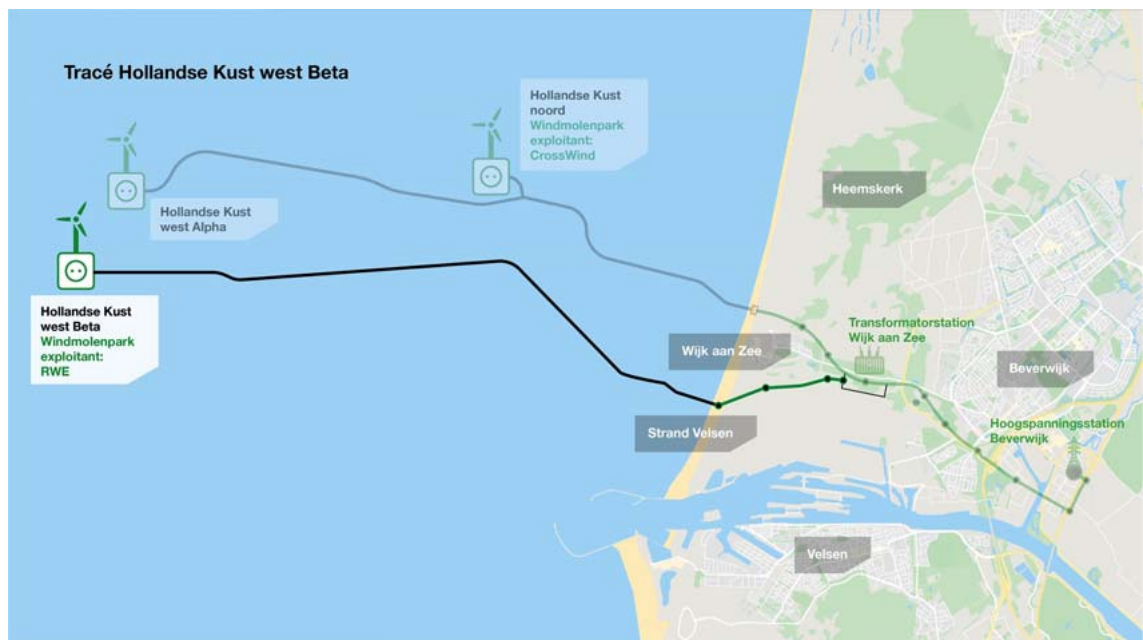 Tracé Hollandse Kust west Beta
Hollandse Kust
noord
Windmolenpark
exploitant:
CrossWind
Hollandse Kust
west Alpha
Heemskerk
Hollandse Kust
west Beta
Windmolenpark
exploitant:
RWE
Transformatorstation
Wijk aan Zee
Wijk aan Zee
Beverwijk
Strand Velsen
Hoogspanningsstation
Beverwijk
Velsen